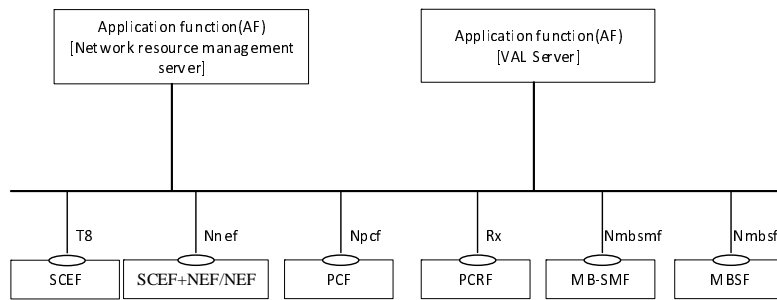 Application function(AF)
[Network resource management
server]
Application function(AF)
[VAL Server]
T8
Nnef
Npcf
Rx
Nmbsmf
Nmbsf
SCEF
SCEF+NEF/NEF
PCF
PCRF
MB-SMF
MBSF